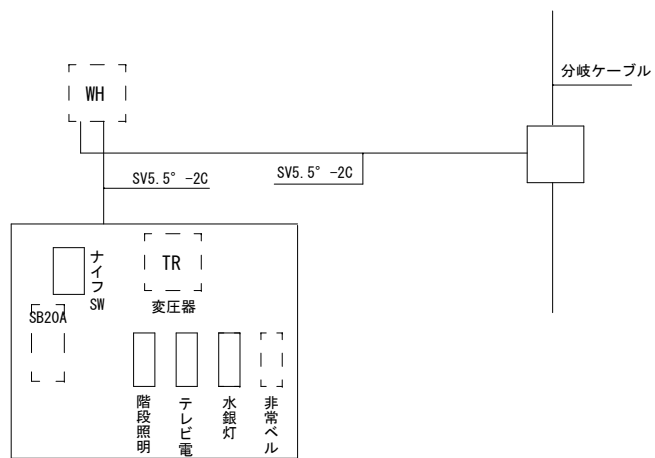 分岐ケーブル
WH
SV5.5° -2C
SV5.5° -2C
ナイフ
SW
TR
変圧器
SB20A
階段照明
テレビ電
水銀灯
非常ベル